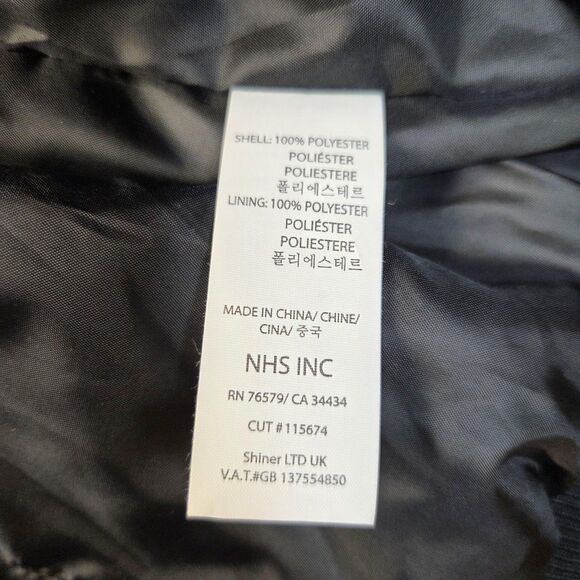 SHELL: 100% POLYESTER
POLIÉSTER
POLIESTERE
폴리에스테르
LINING: 100% POLYESTER
POLIÉSTER
POLIESTERE
폴리에스테르
MADE IN CHINA/ CHINE/
CINA/ 중국
NHS INC
RN 76579/ CA 34434
CUT # 115674
Shiner LTD UK
V.A.T.#GB 137554850